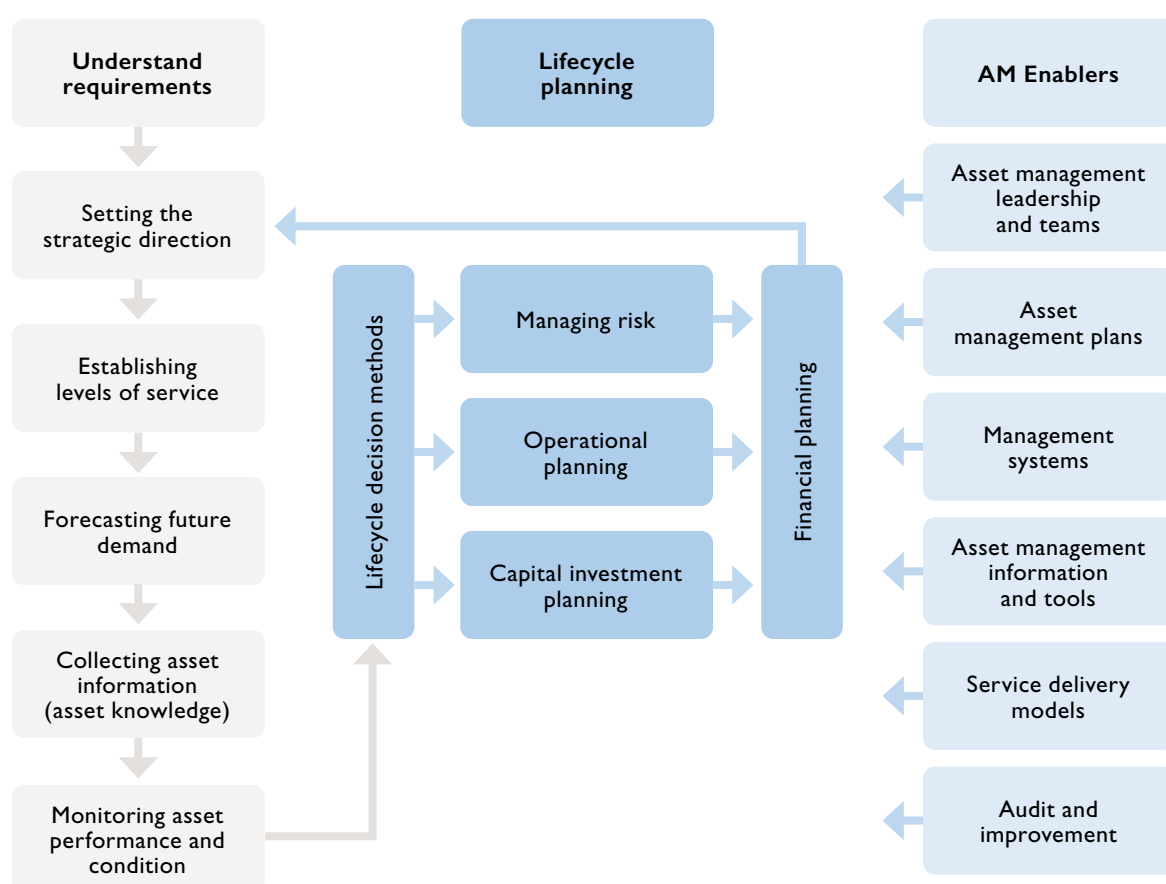 Understand
requirements
Setting the
strategic direction
Establishing
levels of service
Forecasting future
demand
Collecting asset
information
(asset knowledge)
Monitoring asset
performance and
condition
Lifecycle
planning
Lifecycle decision methods
Managing risk
Operational
planning
Capital investment
planning
Financial planning
AM Enablers
Asset management
leadership
and teams
Asset
management plans
Management
systems
Asset management
information
and tools
Service delivery
models
Audit and
improvement